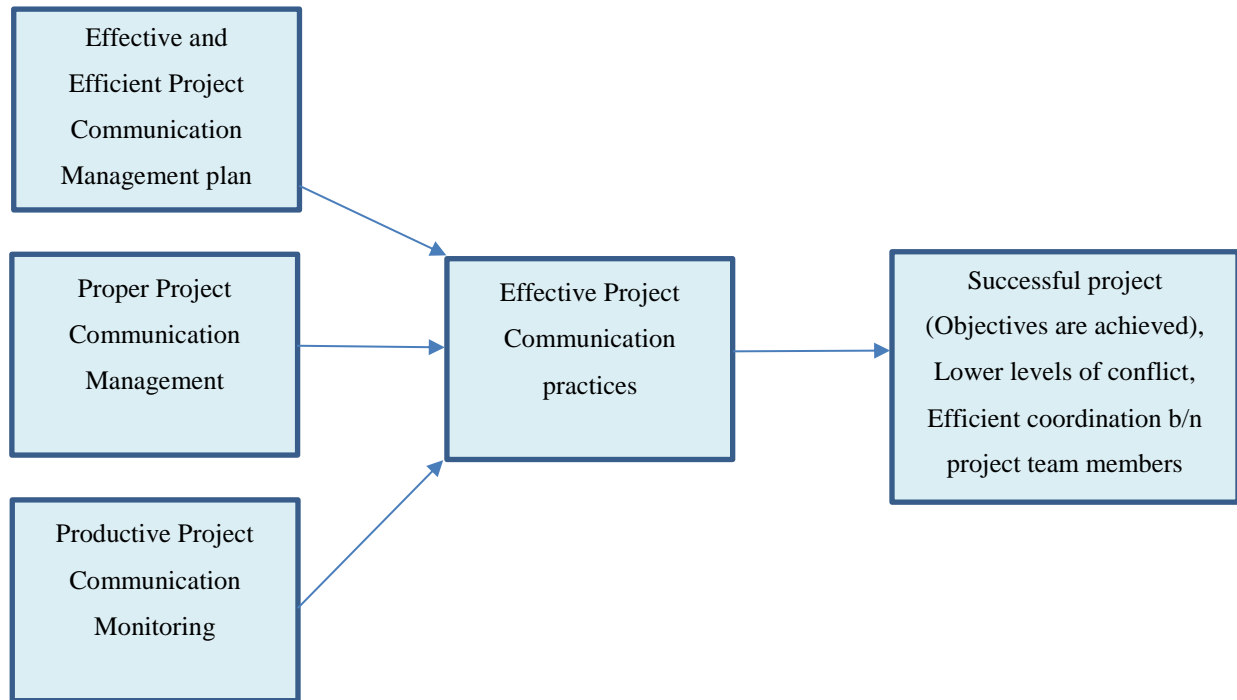 Effective and
Efficient Project
Communication
Management plan
Proper Project
Communication
Management
Productive Project
Communication
Monitoring
Effective Project
Communication
practices
Successful project
(Objectives are achieved),
Lower levels of conflict,
Efficient coordination b/n
project team members